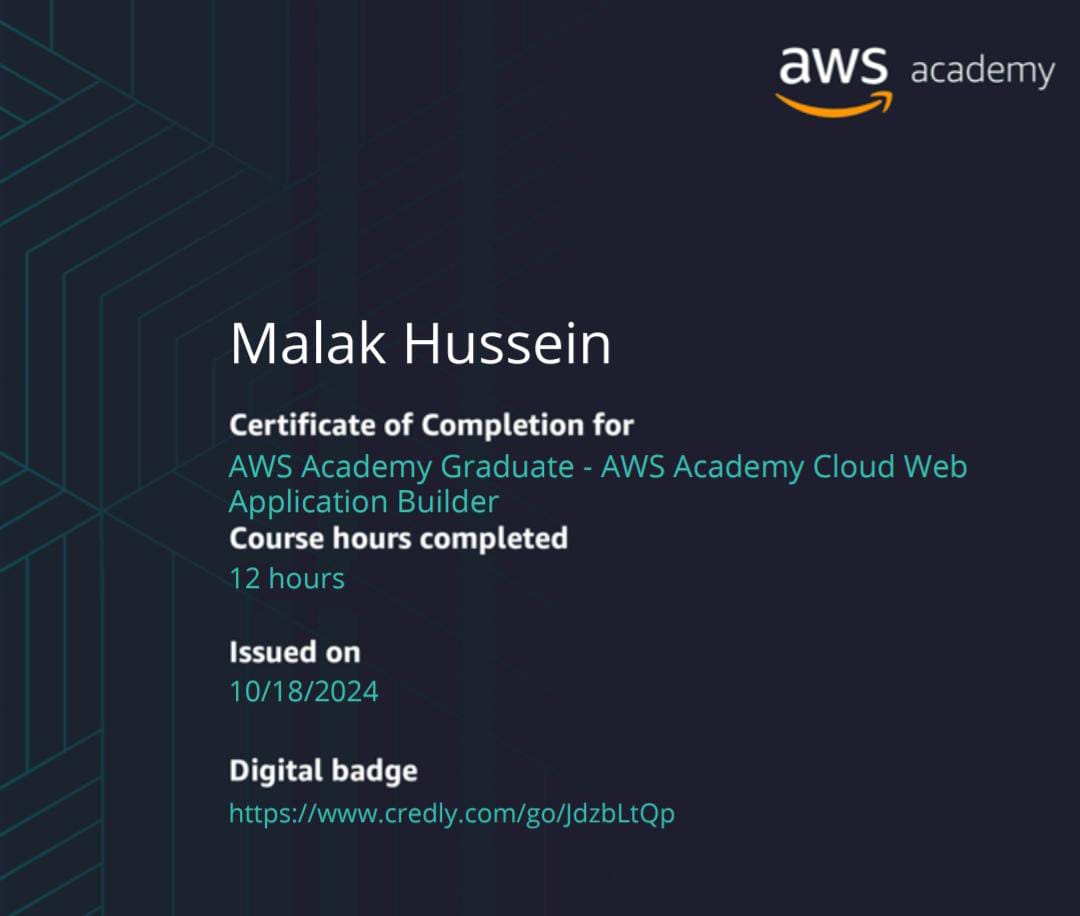 aws academy
Malak Hussein
Certificate of Completion for
AWS Academy Graduate - AWS Academy Cloud Web
Application Builder
Course hours completed
12 hours
Issued on
10/18/2024
Digital badge
https://www.credly.com/go/JdzbLtQp